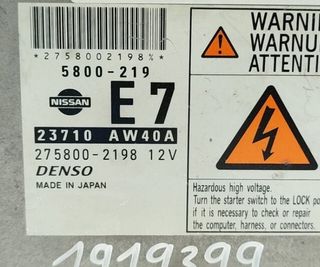 WARNIN
WARNU
ATTENTI
*2758002198%*
5800-219
NISSAN
E7
23710 AW40A
275800-2198 12V
DENSO
MADE IN JAPAN
Hazardous high voltage.
Turn the starter switch to the LOCK po
if it is necessary to check or repair
the computer, harness, or connectors.
1919399